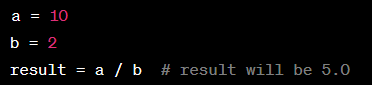 a = 10
b = 2
result = a / b  # result will be 5.0